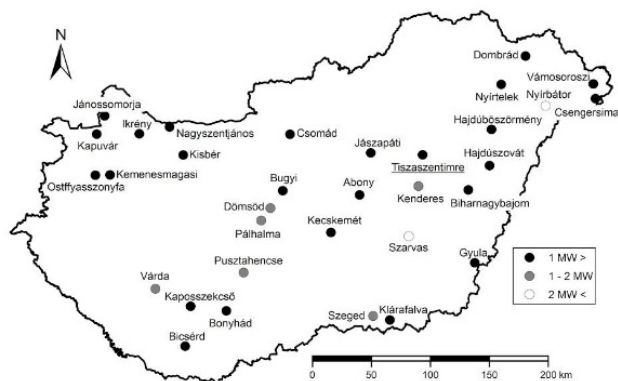 N
Dombrád
Vámosoroszi
Jánossomorja
Nyírtelek
Nyírbátor
Csengersima
Ikrény
Nagyszentjános
Csomád
Hajdúböszörmény
Kapuvár
Kisbér
Jászapáti
Tiszaszentimre
Hajdúszovát
Ostffyasszonyfa
Kemenesmagasi
Bugyi
Abony
Kenderes
Biharnagybajom
Dömsöd
Pálhalma
Kecskemét
Szarvas
Pusztahencse
Gyula
1 MW >
Várda
1 - 2 MW
Kaposszekcső
2 MW <
Bonyhád
Szeged
Klárafalva
Bicsérd
0 50 100 150 200 km